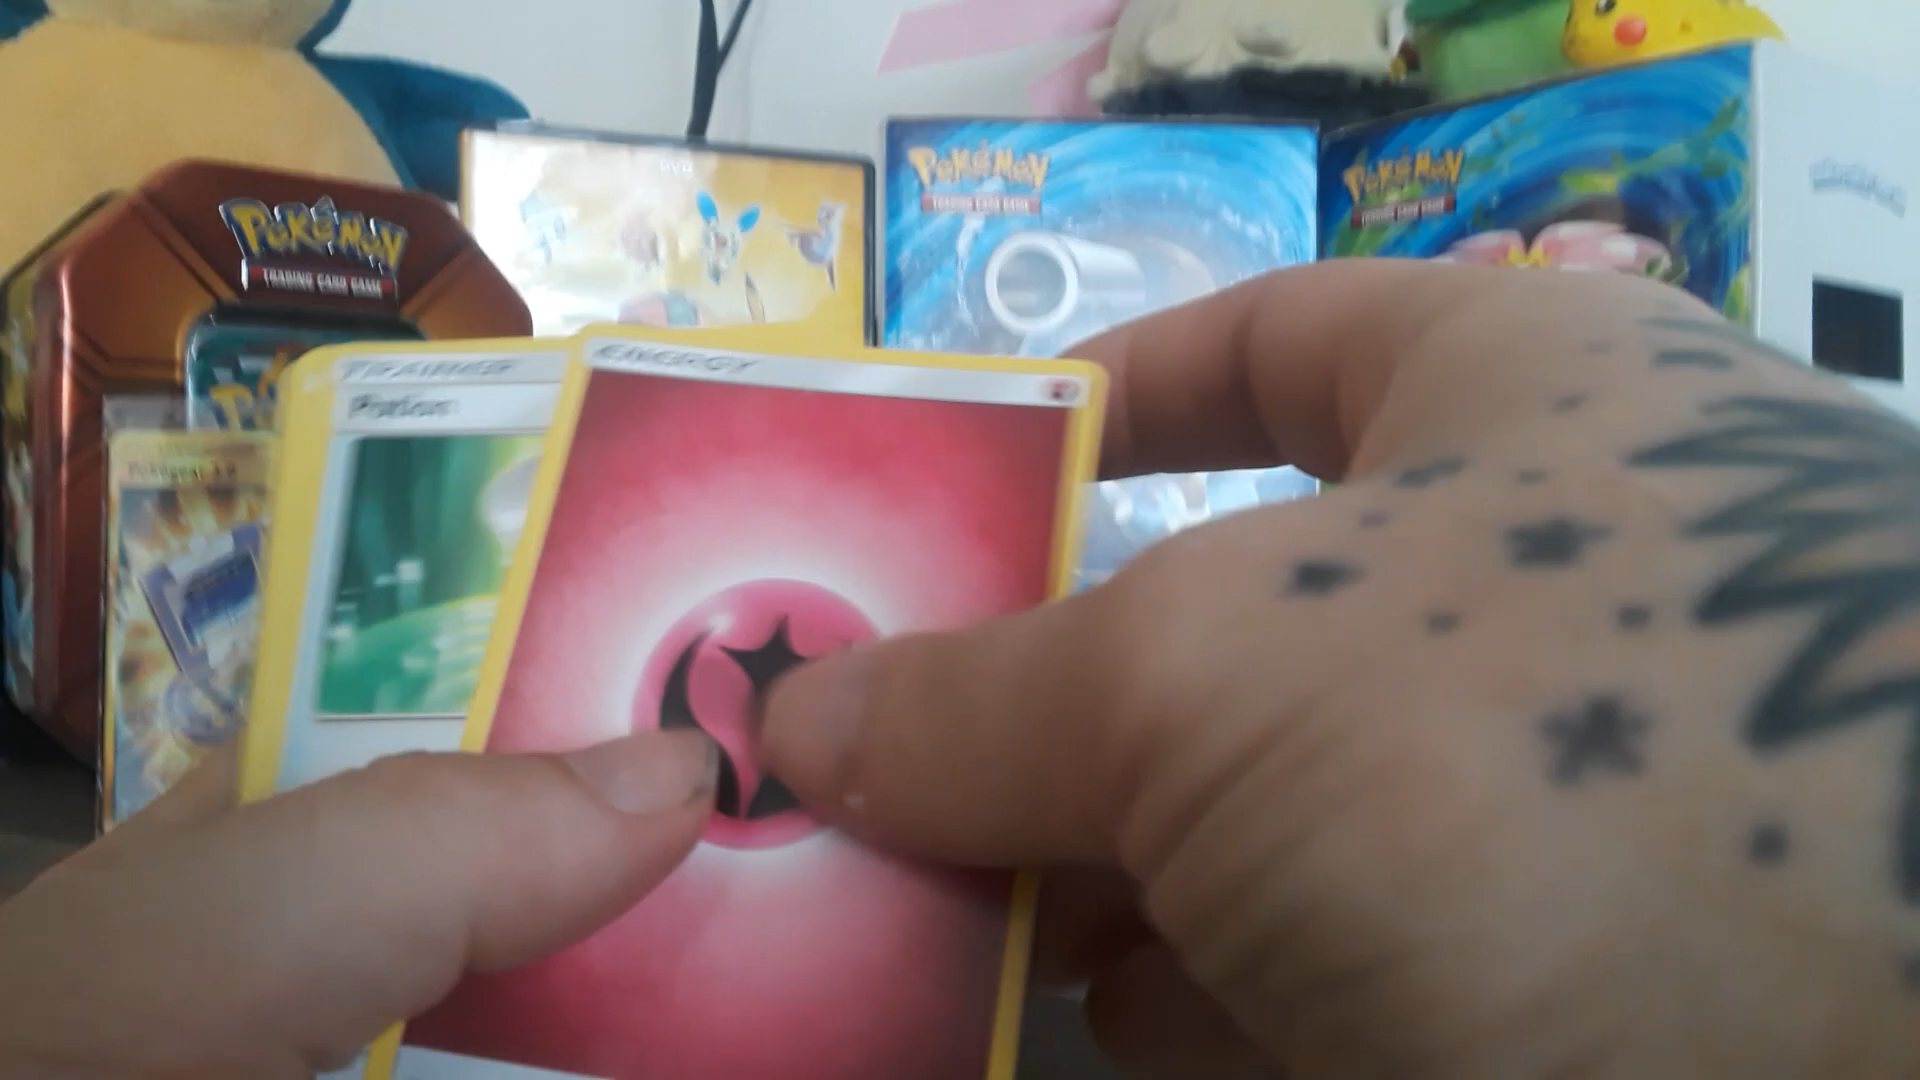 POKéMON
TRADING CARD GAME
POKéMON
TRADING CARD GAME
POKéMON
TRADING CARD GAME
TRAINER
Potion
ENERGY